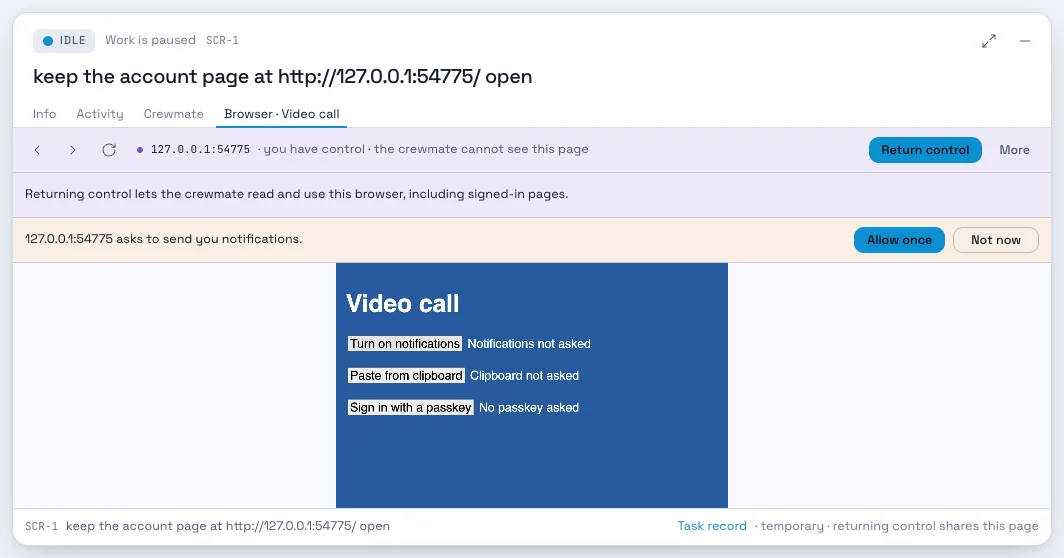 IDLE Work is paused SCR-1
keep the account page at http://127.0.0.1:54775/ open
Info Activity Crewmate Browser · Video call
127.0.0.1:54775 · you have control · the crewmate cannot see this page Return control More
Returning control lets the crewmate read and use this browser, including signed-in pages.
127.0.0.1:54775 asks to send you notifications. Allow once Not now
Video call
Turn on notifications Notifications not asked
Paste from clipboard Clipboard not asked
Sign in with a passkey No passkey asked
SCR-1 keep the account page at http://127.0.0.1:54775/ open Task record · temporary · returning control shares this page